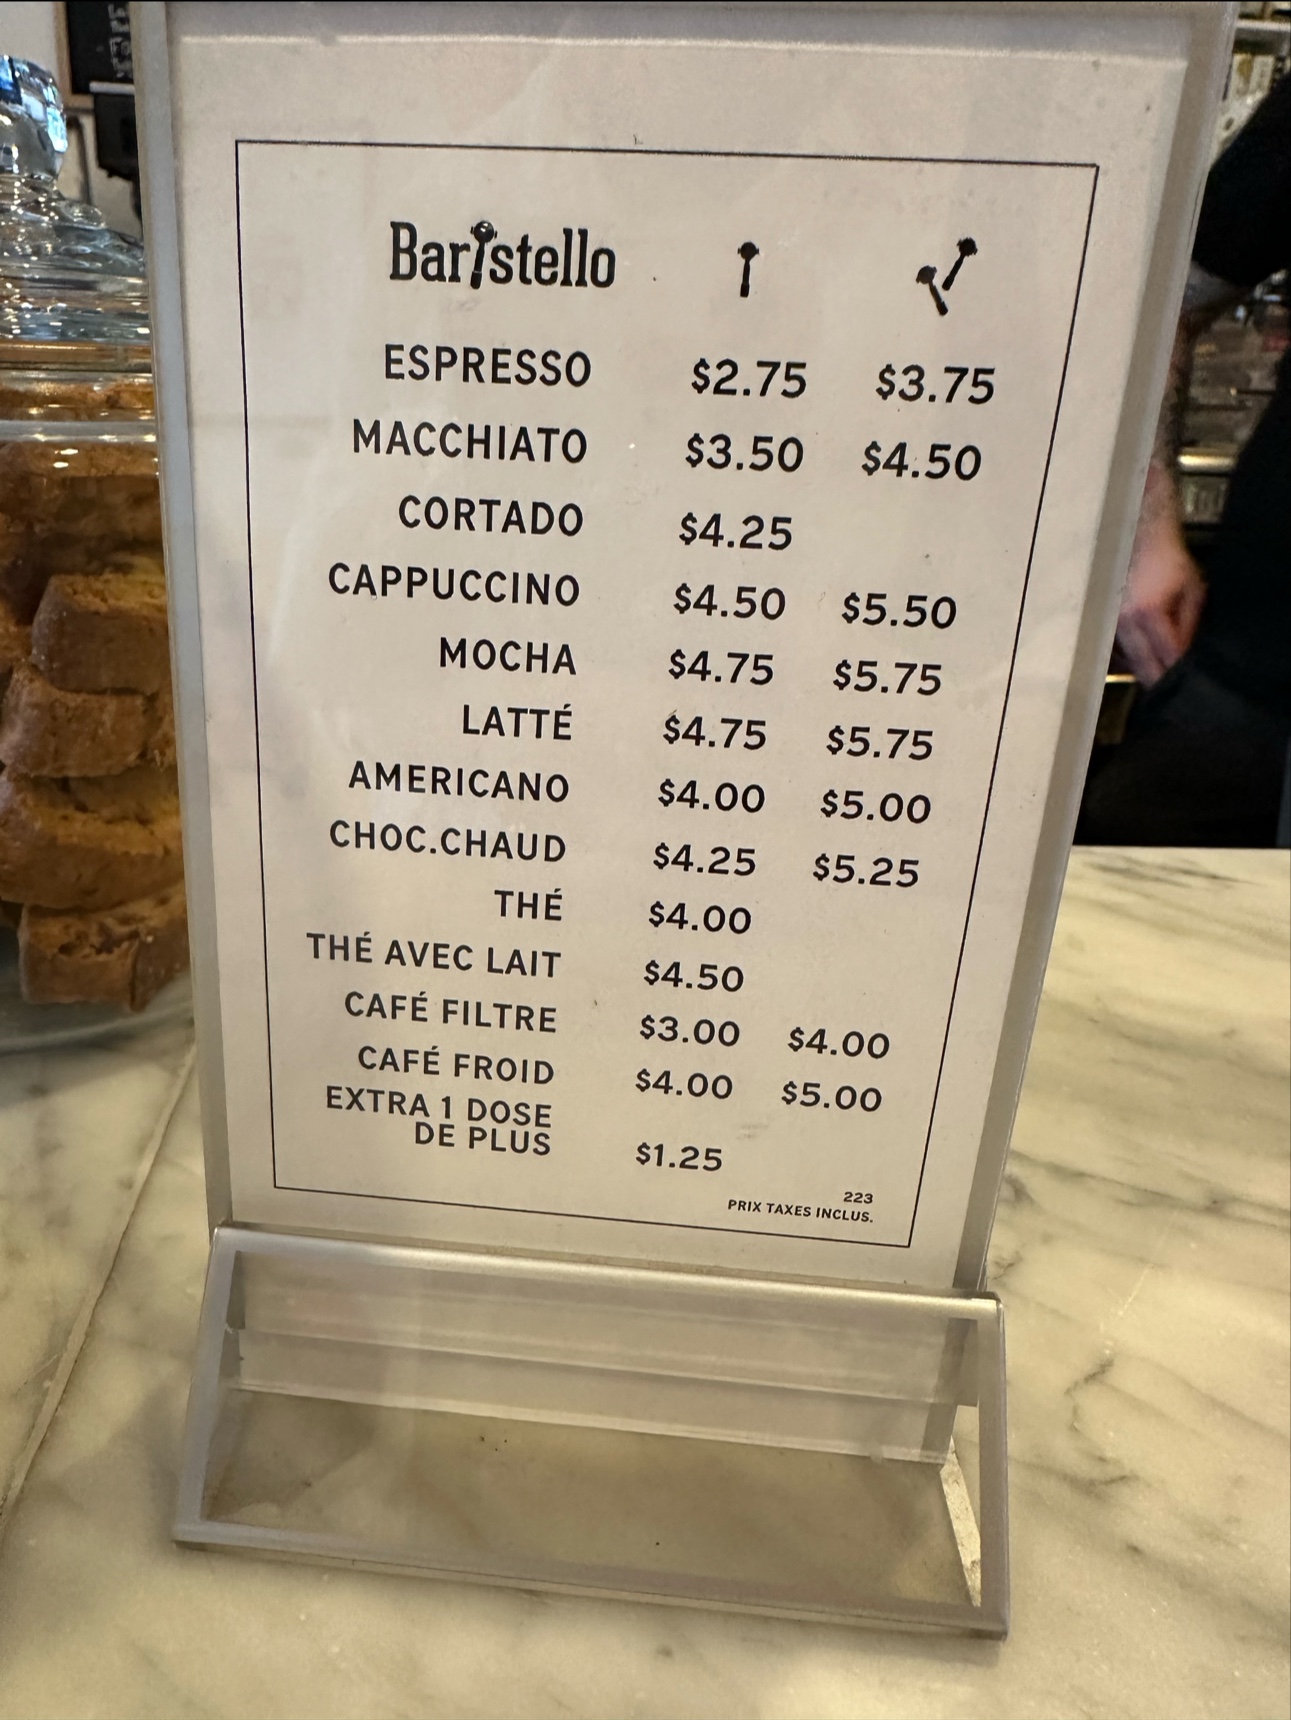 Baristello
ESPRESSO $2.75 $3.75
MACCHIATO $3.50 $4.50
CORTADO $4.25
CAPPUCCINO $4.50 $5.50
MOCHA $4.75 $5.75
LATTÉ $4.75 $5.75
AMERICANO $4.00 $5.00
CHOC.CHAUD $4.25 $5.25
THÉ $4.00
THÉ AVEC LAIT $4.50
CAFÉ FILTRE $3.00 $4.00
CAFÉ FROID $4.00 $5.00
EXTRA 1 DOSE
DE PLUS $1.25
223
PRIX TAXES INCLUS.